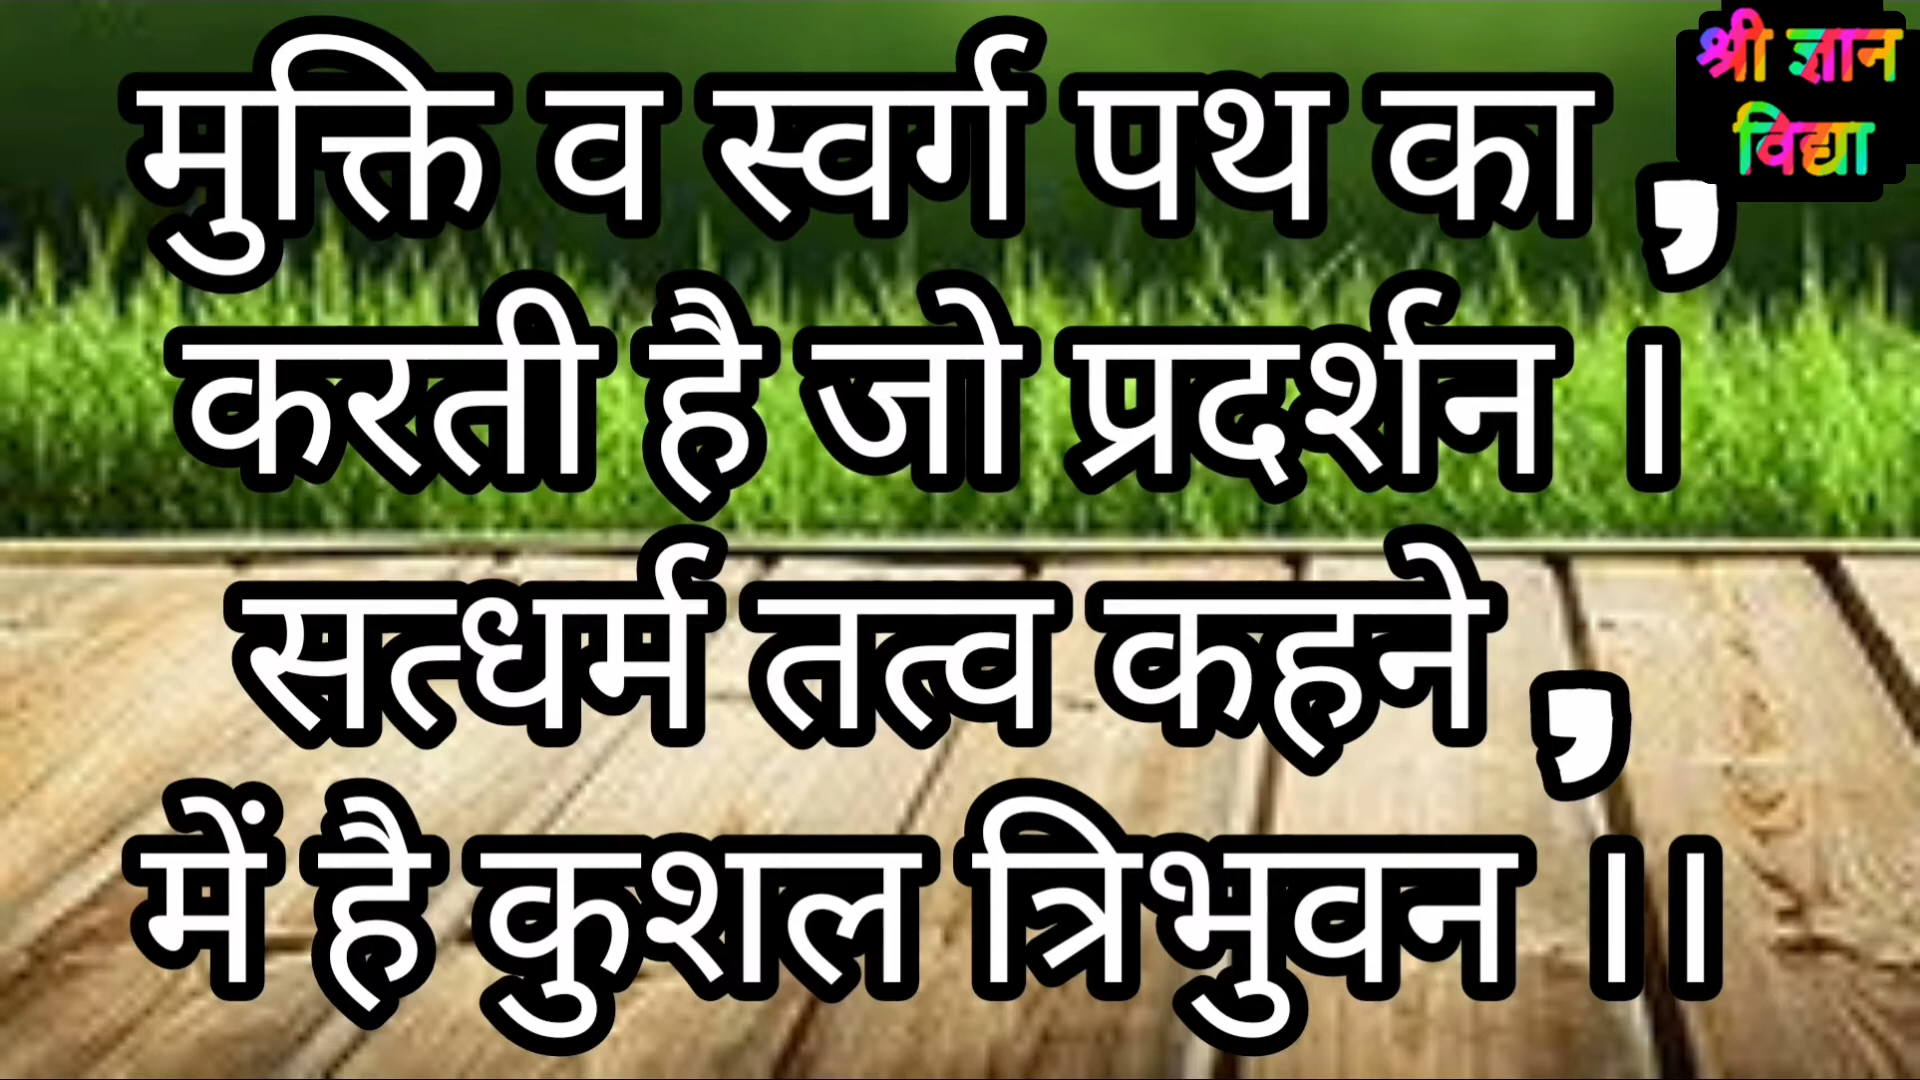 श्री ज्ञान
विद्या
मुक्ति व स्वर्ग पथ का ,
करती है जो प्रदर्शन ।
सत्धर्म तत्व कहने ,
में है कुशल त्रिभुवन ।।